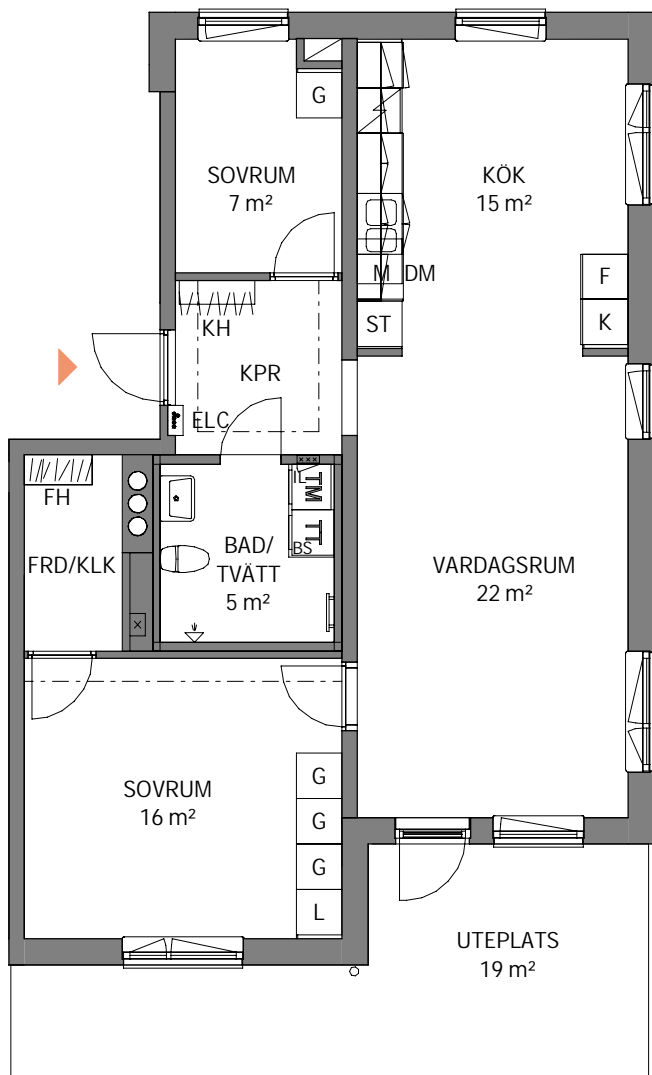 G
SOVRUM
7 m²
KÖK
15 m²
M
DM
F
ST
K
KH
KPR
ELC
FH
FRD/KLK
TM
TT
BS
BAD/
TVÄTT
5 m²
VARDAGSRUM
22 m²
SOVRUM
16 m²
G
G
G
L
UTEPLATS
19 m²